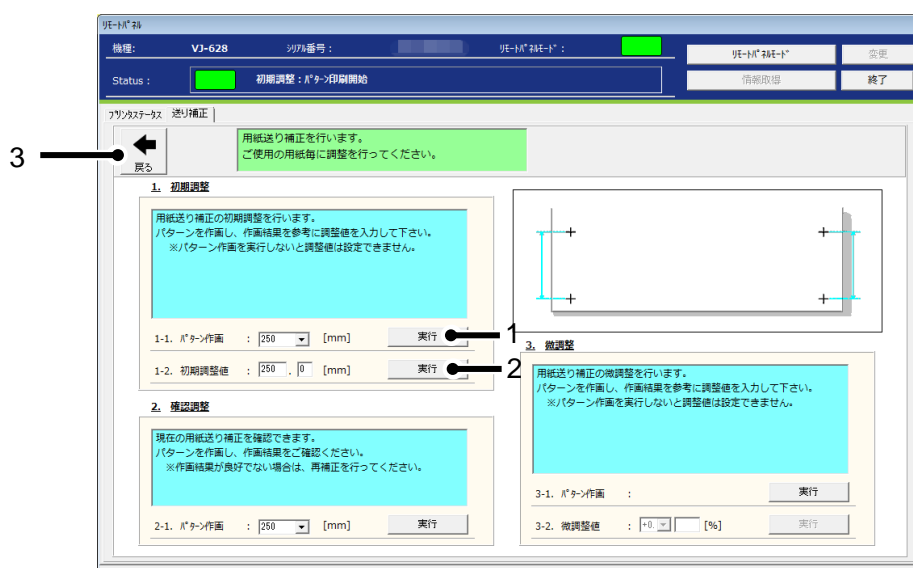 リモートパネル
機種: VJ-628 シリアル番号: リモートパネルモード:
リモートパネルモード 変更
Status: 初期調整:パターン印刷開始
情報取得 終了
プリンタステータス 送り補正
3
戻る
用紙送り補正を行います。
ご使用の用紙毎に調整を行ってください。
1. 初期調整
用紙送り補正の初期調整を行います。
パターンを作画し、作画結果を参考に調整値を入力して下さい。
※パターン作画を実行しないと調整値は設定できません。
1-1. パターン作画 : 250 [mm] 実行
1
1-2. 初期調整値 : 250 . 0 [mm] 実行
2
2. 確認調整
現在の用紙送り補正を確認できます。
パターンを作画し、作画結果をご確認ください。
※作画結果が良好でない場合は、再補正を行ってください。
2-1. パターン作画 : 250 [mm] 実行
3. 微調整
用紙送り補正の微調整を行います。
パターンを作画し、作画結果を参考に調整値を入力して下さい。
※パターン作画を実行しないと調整値は設定できません。
3-1. パターン作画 : 実行
3-2. 微調整値 : +0. [%] 実行